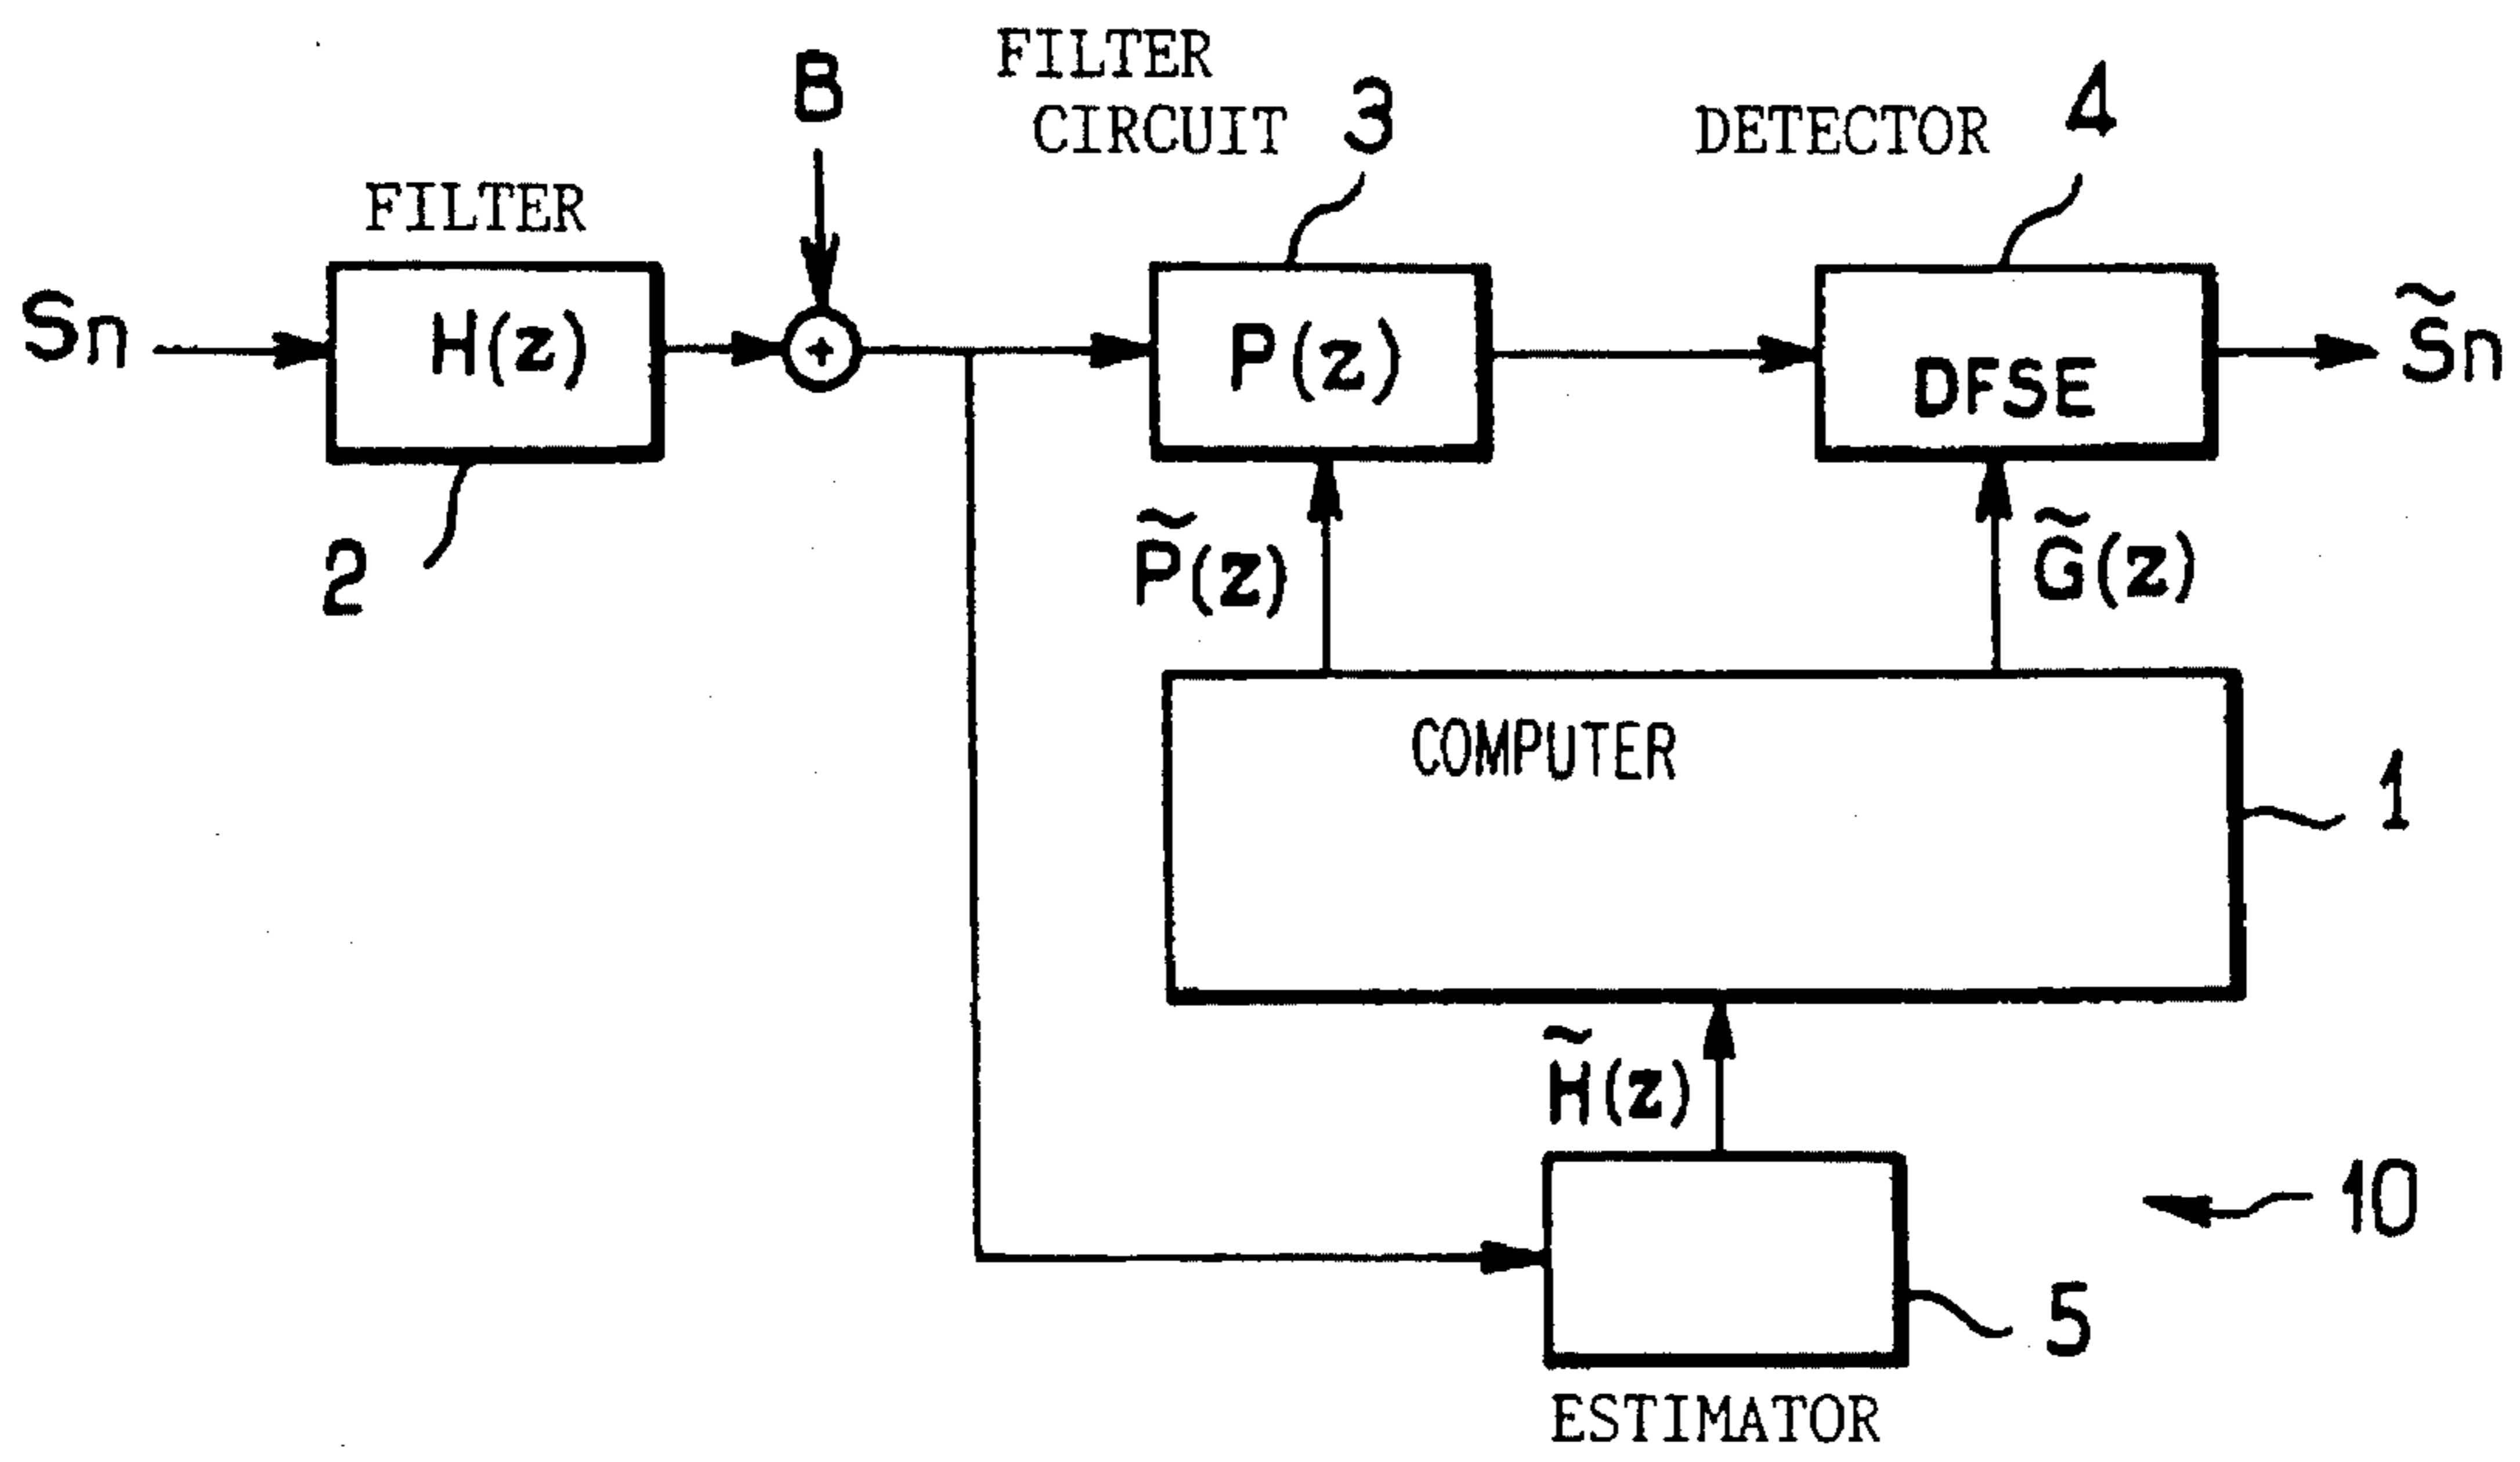 FILTER
CIRCUIT
3
B
4
DETECTOR
FILTER
Sn
H(z)
P(z)
DFSE
S̃n
2
P̃(z)
G̃(z)
COMPUTER
1
H̃(z)
10
5
ESTIMATOR